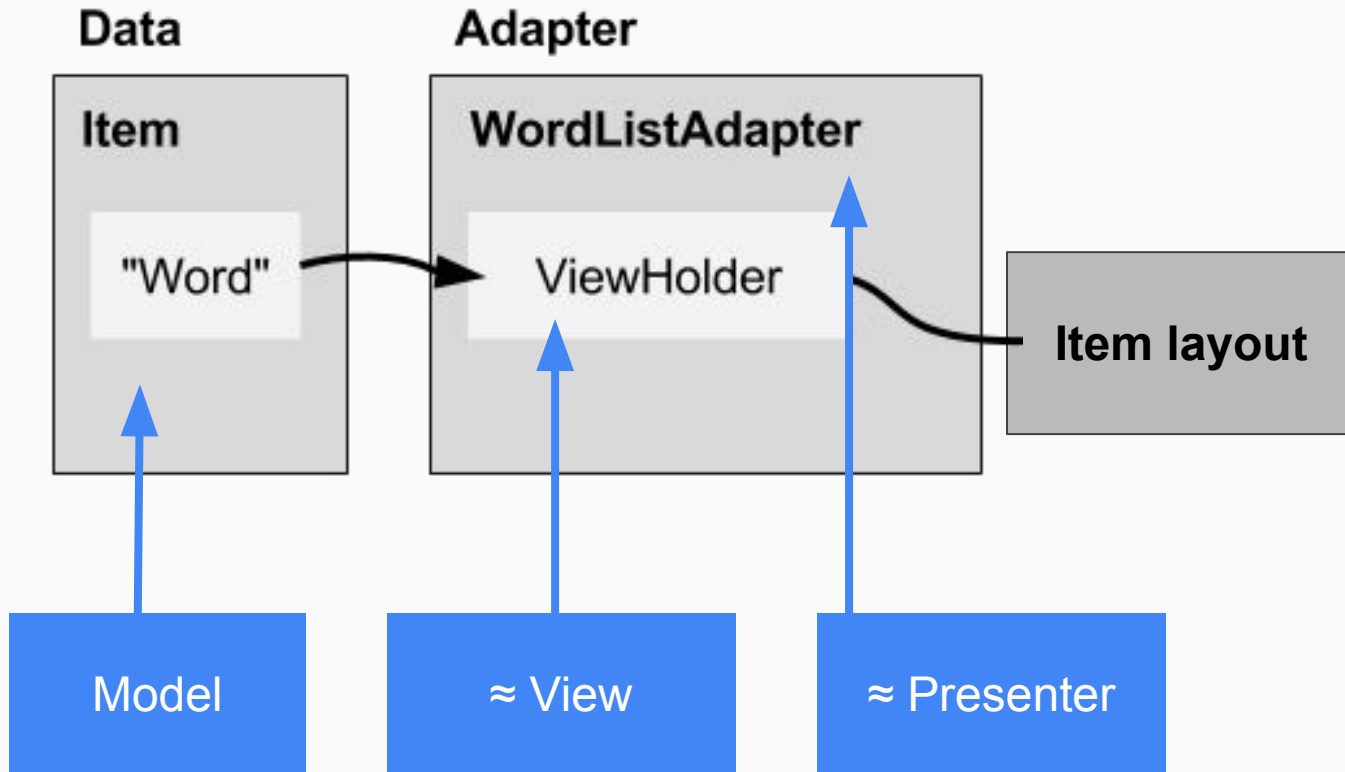 Data
Adapter
Item
WordListAdapter
"Word"
ViewHolder
Item layout
Model
≈ View
≈ Presenter